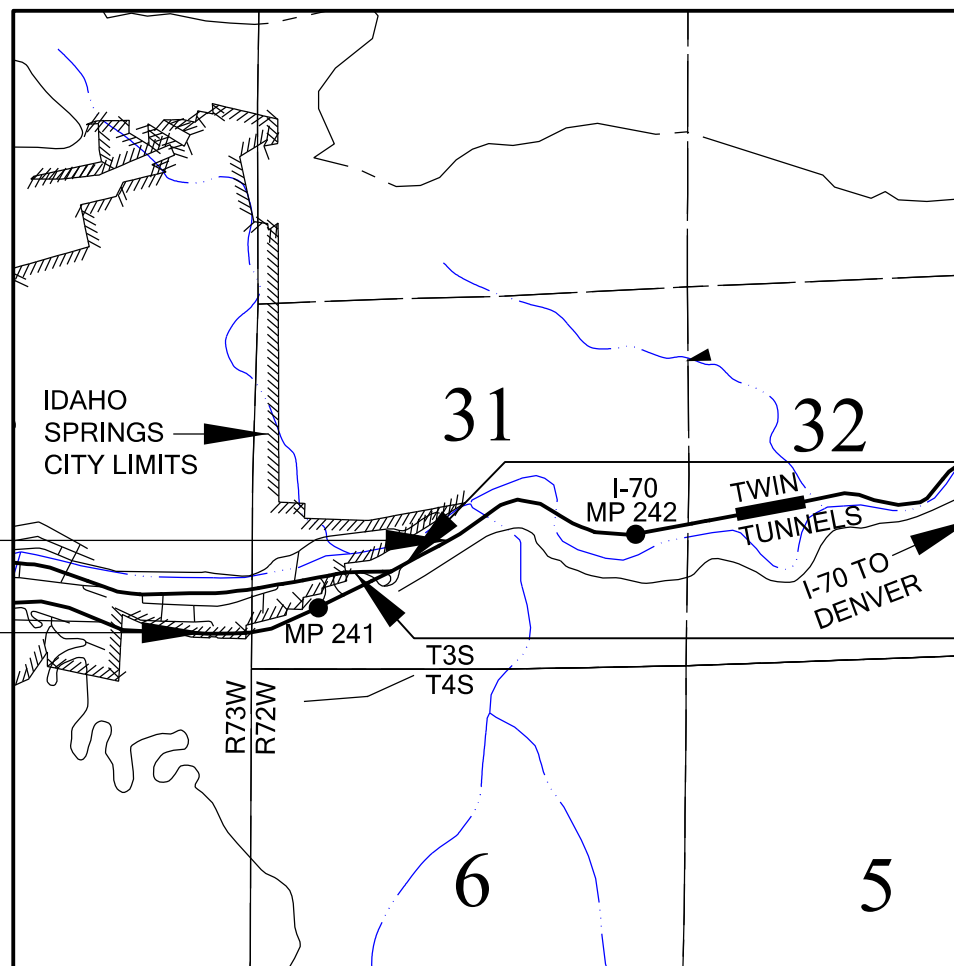 IDAHO
SPRINGS
CITY LIMITS
31
32
I-70
MP 242
TWIN
TUNNELS
I-70 TO
DENVER
MP 241
T3S
T4S
R73W
R72W
6
5